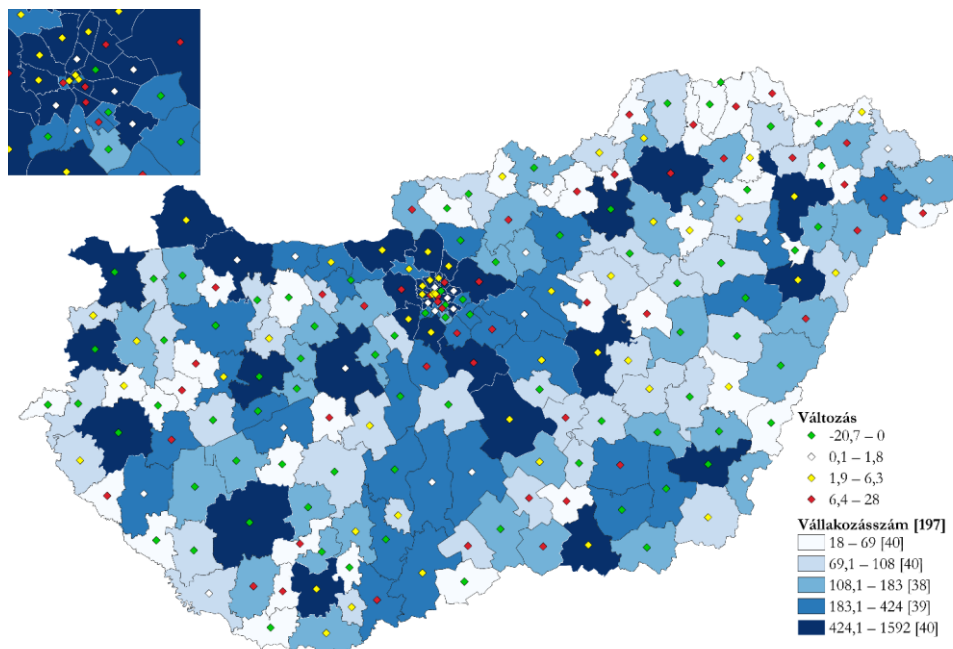 Változás
-20,7 – 0
0,1 – 1,8
1,9 – 6,3
6,4 – 28
Vállakozásszám [197]
18 – 69 [40]
69,1 – 108 [40]
108,1 – 183 [38]
183,1 – 424 [39]
424,1 – 1592 [40]